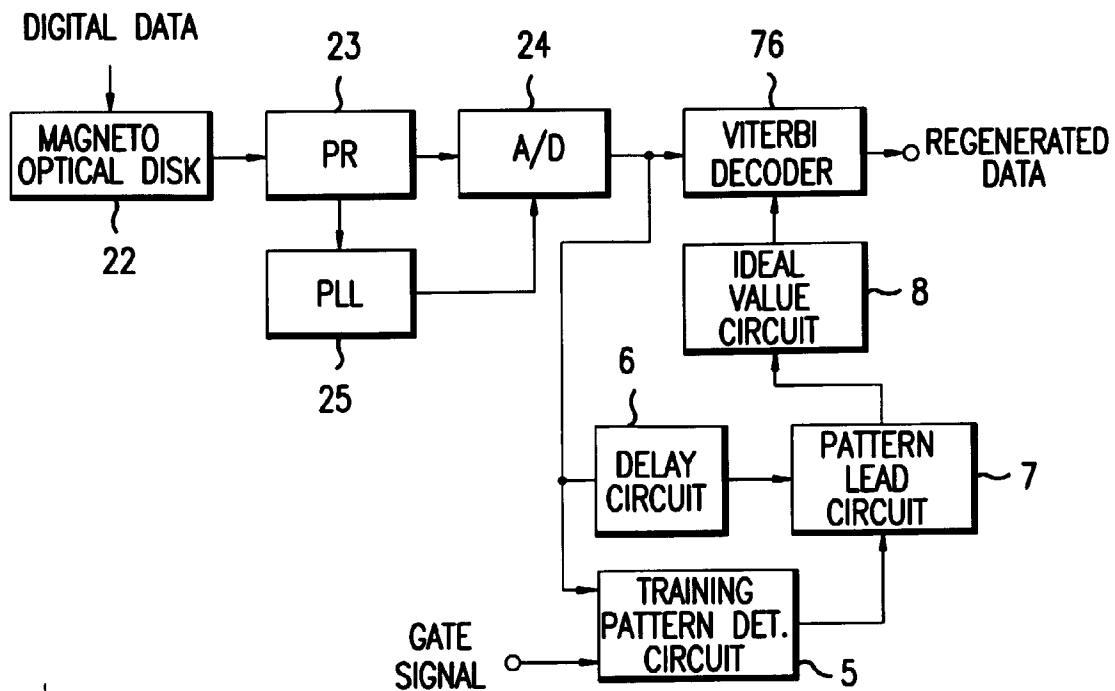 DIGITAL DATA
23
24
76
MAGNETO
OPTICAL DISK
PR
A/D
VITERBI
DECODER
REGENERATED
DATA
22
PLL
IDEAL
VALUE
CIRCUIT
8
25
6
DELAY
CIRCUIT
PATTERN
LEAD
CIRCUIT
7
TRAINING
PATTERN DET.
CIRCUIT
GATE
SIGNAL
5